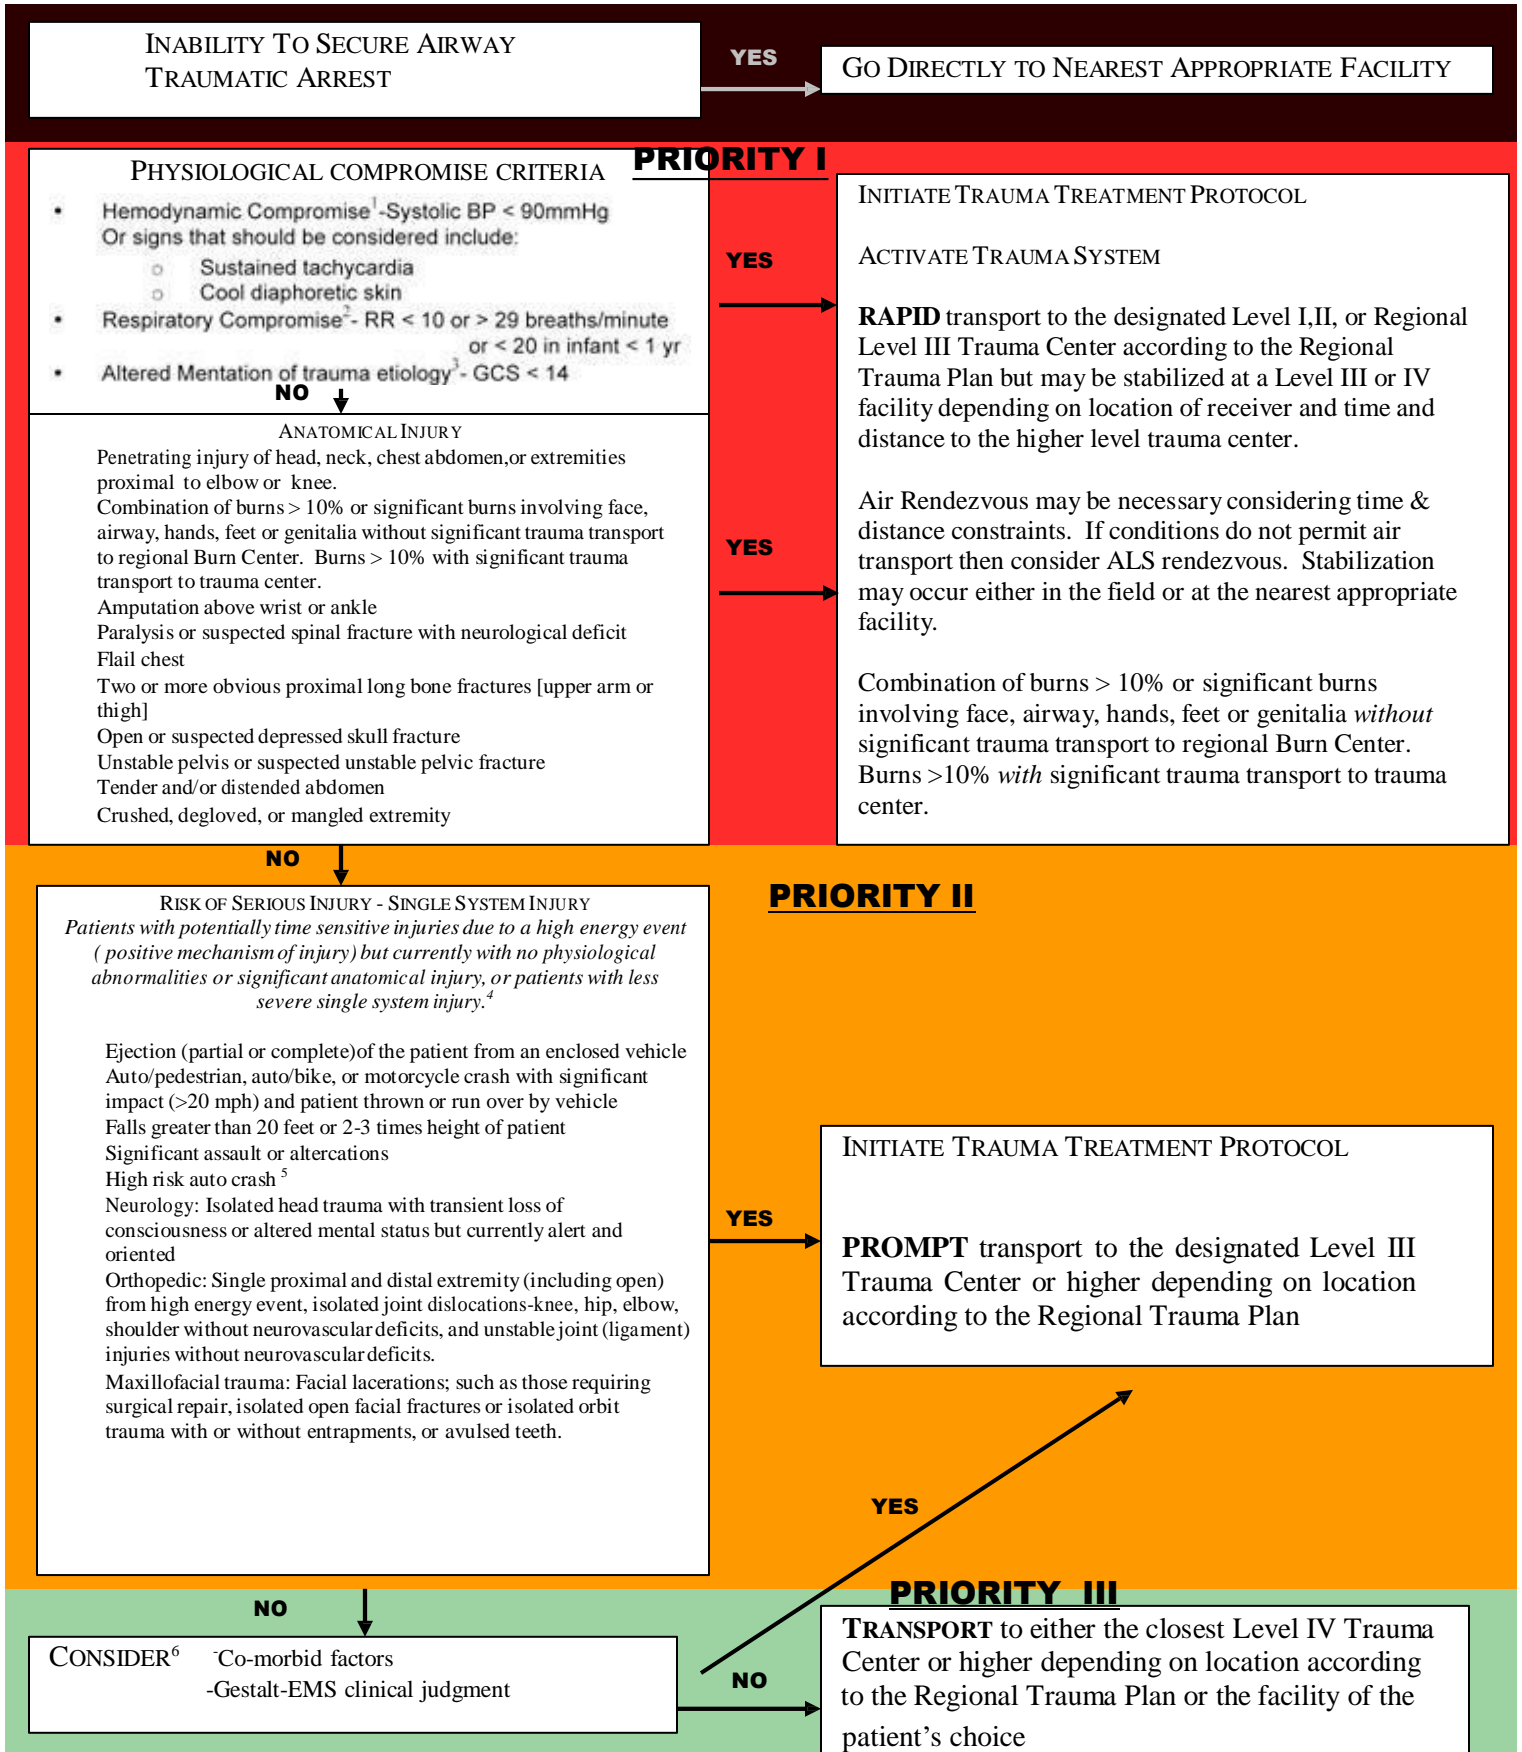 INABILITY TO SECURE AIRWAY
TRAUMATIC ARREST
YES
GO DIRECTLY TO NEAREST APPROPRIATE FACILITY
PRIORITY I
PHYSIOLOGICAL COMPROMISE CRITERIA
• Hemodynamic Compromise¹-Systolic BP < 90mmHg
Or signs that should be considered include:
○ Sustained tachycardia
○ Cool diaphoretic skin
• Respiratory Compromise²- RR < 10 or > 29 breaths/minute
or < 20 in infant < 1 yr
• Altered Mentation of trauma etiology³- GCS < 14
NO
YES
ANATOMICAL INJURY
Penetrating injury of head, neck, chest abdomen,or extremities
proximal to elbow or knee.
Combination of burns > 10% or significant burns involving face,
airway, hands, feet or genitalia without significant trauma transport
to regional Burn Center. Burns > 10% with significant trauma
transport to trauma center.
Amputation above wrist or ankle
Paralysis or suspected spinal fracture with neurological deficit
Flail chest
Two or more obvious proximal long bone fractures [upper arm or
thigh]
Open or suspected depressed skull fracture
Unstable pelvis or suspected unstable pelvic fracture
Tender and/or distended abdomen
Crushed, degloved, or mangled extremity
YES
INITIATE TRAUMA TREATMENT PROTOCOL
ACTIVATE TRAUMA SYSTEM
RAPID transport to the designated Level I,II, or Regional
Level III Trauma Center according to the Regional
Trauma Plan but may be stabilized at a Level III or IV
facility depending on location of receiver and time and
distance to the higher level trauma center.
Air Rendezvous may be necessary considering time &
distance constraints. If conditions do not permit air
transport then consider ALS rendezvous. Stabilization
may occur either in the field or at the nearest appropriate
facility.
Combination of burns > 10% or significant burns
involving face, airway, hands, feet or genitalia without
significant trauma transport to regional Burn Center.
Burns >10% with significant trauma transport to trauma
center.
NO
PRIORITY II
RISK OF SERIOUS INJURY - SINGLE SYSTEM INJURY
Patients with potentially time sensitive injuries due to a high energy event
( positive mechanism of injury) but currently with no physiological
abnormalities or significant anatomical injury, or patients with less
severe single system injury.⁴
Ejection (partial or complete)of the patient from an enclosed vehicle
Auto/pedestrian, auto/bike, or motorcycle crash with significant
impact (>20 mph) and patient thrown or run over by vehicle
Falls greater than 20 feet or 2-3 times height of patient
Significant assault or altercations
High risk auto crash ⁵
Neurology: Isolated head trauma with transient loss of
consciousness or altered mental status but currently alert and
oriented
Orthopedic: Single proximal and distal extremity (including open)
from high energy event, isolated joint dislocations-knee, hip, elbow,
shoulder without neurovascular deficits, and unstable joint (ligament)
injuries without neurovascular deficits.
Maxillofacial trauma: Facial lacerations; such as those requiring
surgical repair, isolated open facial fractures or isolated orbit
trauma with or without entrapments, or avulsed teeth.
YES
INITIATE TRAUMA TREATMENT PROTOCOL
PROMPT transport to the designated Level III
Trauma Center or higher depending on location
according to the Regional Trauma Plan
YES
NO
PRIORITY III
CONSIDER⁶ -Co-morbid factors
-Gestalt-EMS clinical judgment
NO
TRANSPORT to either the closest Level IV Trauma
Center or higher depending on location according
to the Regional Trauma Plan or the facility of the
patient's choice